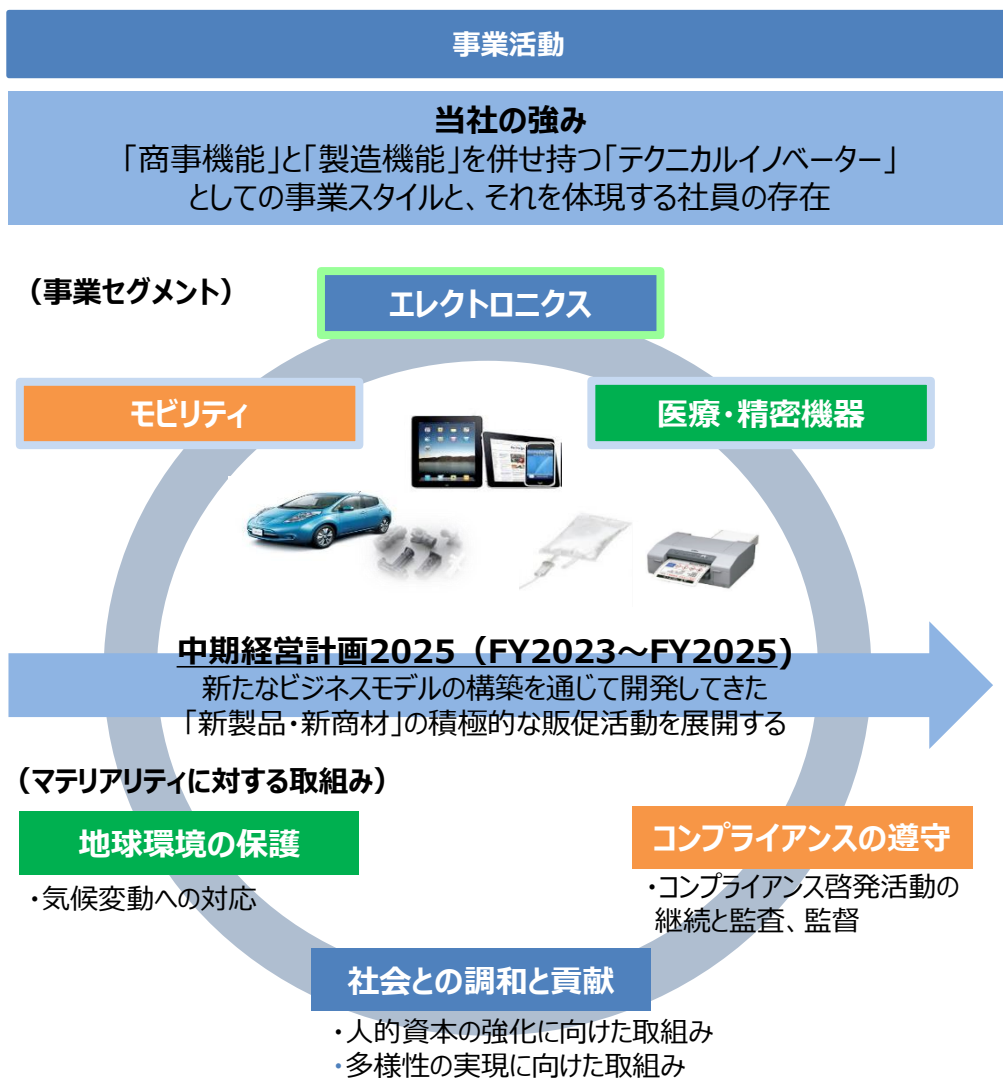 事業活動
当社の強み
「商事機能」と「製造機能」を併せ持つ「テクニカルイノベーター」
としての事業スタイルと、それを体現する社員の存在
（事業セグメント）
エレクトロニクス
モビリティ
医療・精密機器
中期経営計画2025（FY2023～FY2025)
新たなビジネスモデルの構築を通じて開発してきた
「新製品・新商材」の積極的な販促活動を展開する
（マテリアリティに対する取組み）
地球環境の保護
・気候変動への対応
コンプライアンスの遵守
・コンプライアンス啓発活動の
継続と監査、監督
社会との調和と貢献
・人的資本の強化に向けた取組み
・多様性の実現に向けた取組み